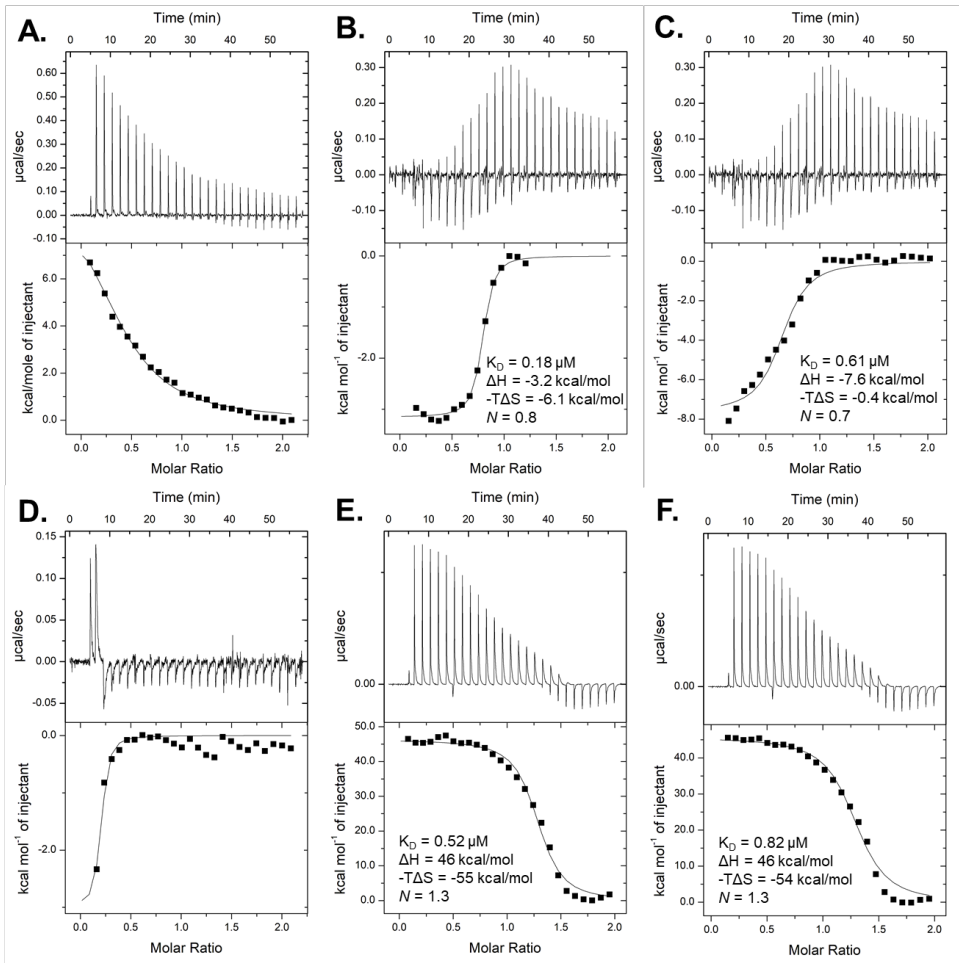 A.
Time (min)
0 10 20 30 40 50
0.60
0.50
0.40
0.30
0.20
0.10
0.00
-0.10
µcal/sec
6.0
4.0
2.0
0.0
kcal/mole of injectant
0.0 0.5 1.0 1.5 2.0
Molar Ratio
B.
Time (min)
0 10 20 30 40 50
0.30
0.20
0.10
0.00
-0.10
µcal/sec
0.0
-2.0
kcal mol⁻¹ of injectant
K_D = 0.18 µM
ΔH = -3.2 kcal/mol
-TΔS = -6.1 kcal/mol
N = 0.8
0.0 0.5 1.0 1.5 2.0
Molar Ratio
C.
Time (min)
0 10 20 30 40 50
0.30
0.20
0.10
0.00
-0.10
µcal/sec
0.0
-2.0
-4.0
-6.0
-8.0
kcal mol⁻¹ of injectant
K_D = 0.61 µM
ΔH = -7.6 kcal/mol
-TΔS = -0.4 kcal/mol
N = 0.7
0.0 0.5 1.0 1.5 2.0
Molar Ratio
D.
Time (min)
0 10 20 30 40 50
0.15
0.10
0.05
0.00
-0.05
µcal/sec
0.0
-2.0
kcal mol⁻¹ of injectant
0.0 0.5 1.0 1.5 2.0
Molar Ratio
E.
Time (min)
0 10 20 30 40 50
0.00
µcal/sec
50.0
40.0
30.0
20.0
10.0
0.0
kcal mol⁻¹ of injectant
K_D = 0.52 µM
ΔH = 46 kcal/mol
-TΔS = -55 kcal/mol
N = 1.3
0.0 0.5 1.0 1.5 2.0
Molar Ratio
F.
Time (min)
0 10 20 30 40 50
0.00
µcal/sec
40.0
30.0
20.0
10.0
0.0
kcal mol⁻¹ of injectant
K_D = 0.82 µM
ΔH = 46 kcal/mol
-TΔS = -54 kcal/mol
N = 1.3
0.0 0.5 1.0 1.5 2.0
Molar Ratio